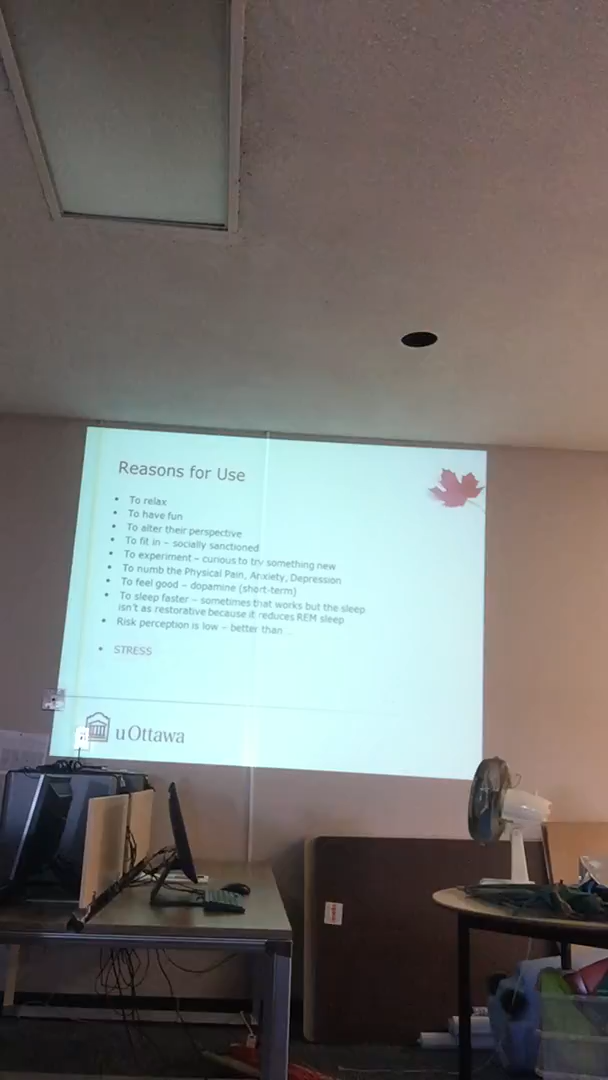 Reasons for Use
• To relax
• To have fun
• To alter their perspective
• To fit in – socially sanctioned
• To experiment – curious to try something new
• To numb the Physical Pain, Anxiety, Depression
• To feel good – dopamine (short-term)
• To sleep faster – sometimes that works but the sleep
isn't as restorative because it reduces REM sleep
• Risk perception is low – better than ...
• STRESS
uOttawa